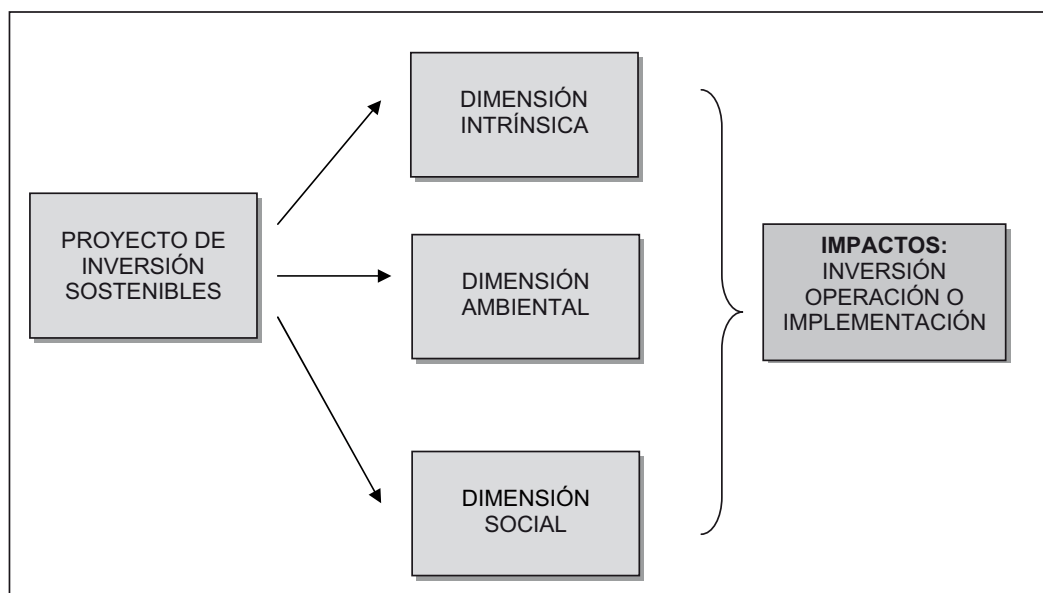 PROYECTO DE
INVERSIÓN
SOSTENIBLES
DIMENSIÓN
INTRÍNSICA
DIMENSIÓN
AMBIENTAL
DIMENSIÓN
SOCIAL
IMPACTOS:
INVERSIÓN
OPERACIÓN O
IMPLEMENTACIÓN